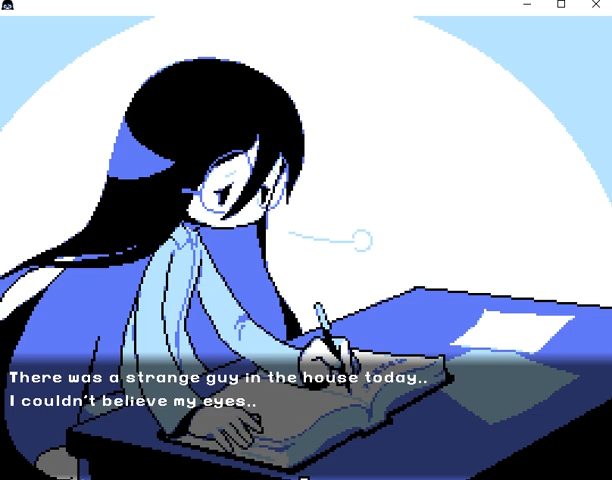 There was a strange guy in the house today..
I couldn't believe my eyes..